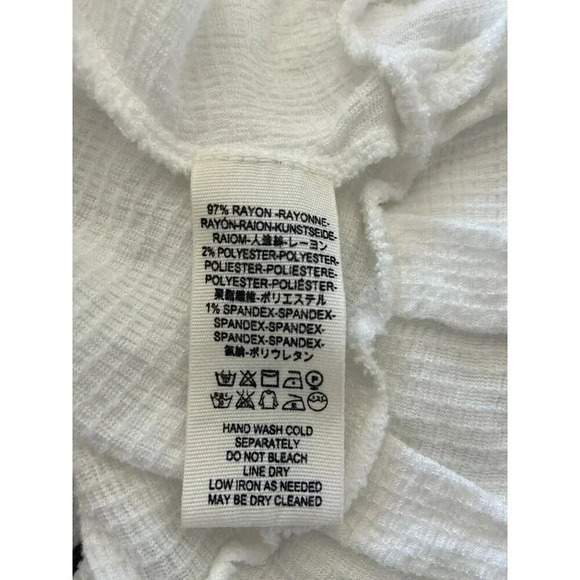 97% RAYON -RAYONNE-
RAYÓN-RAION-KUNSTSEIDE-
RAIOM-人造絲-レーヨン
2% POLYESTER-POLYESTER-
POLIESTER-POLIESTERE-
POLYESTER-POLIÉSTER-
聚酯纖維-ポリエステル
1% SPANDEX-SPANDEX-
SPANDEX-SPANDEX-
SPANDEX-SPANDEX-
氨綸-ポリウレタン
HAND WASH COLD
SEPARATELY
DO NOT BLEACH
LINE DRY
LOW IRON AS NEEDED
MAY BE DRY CLEANED